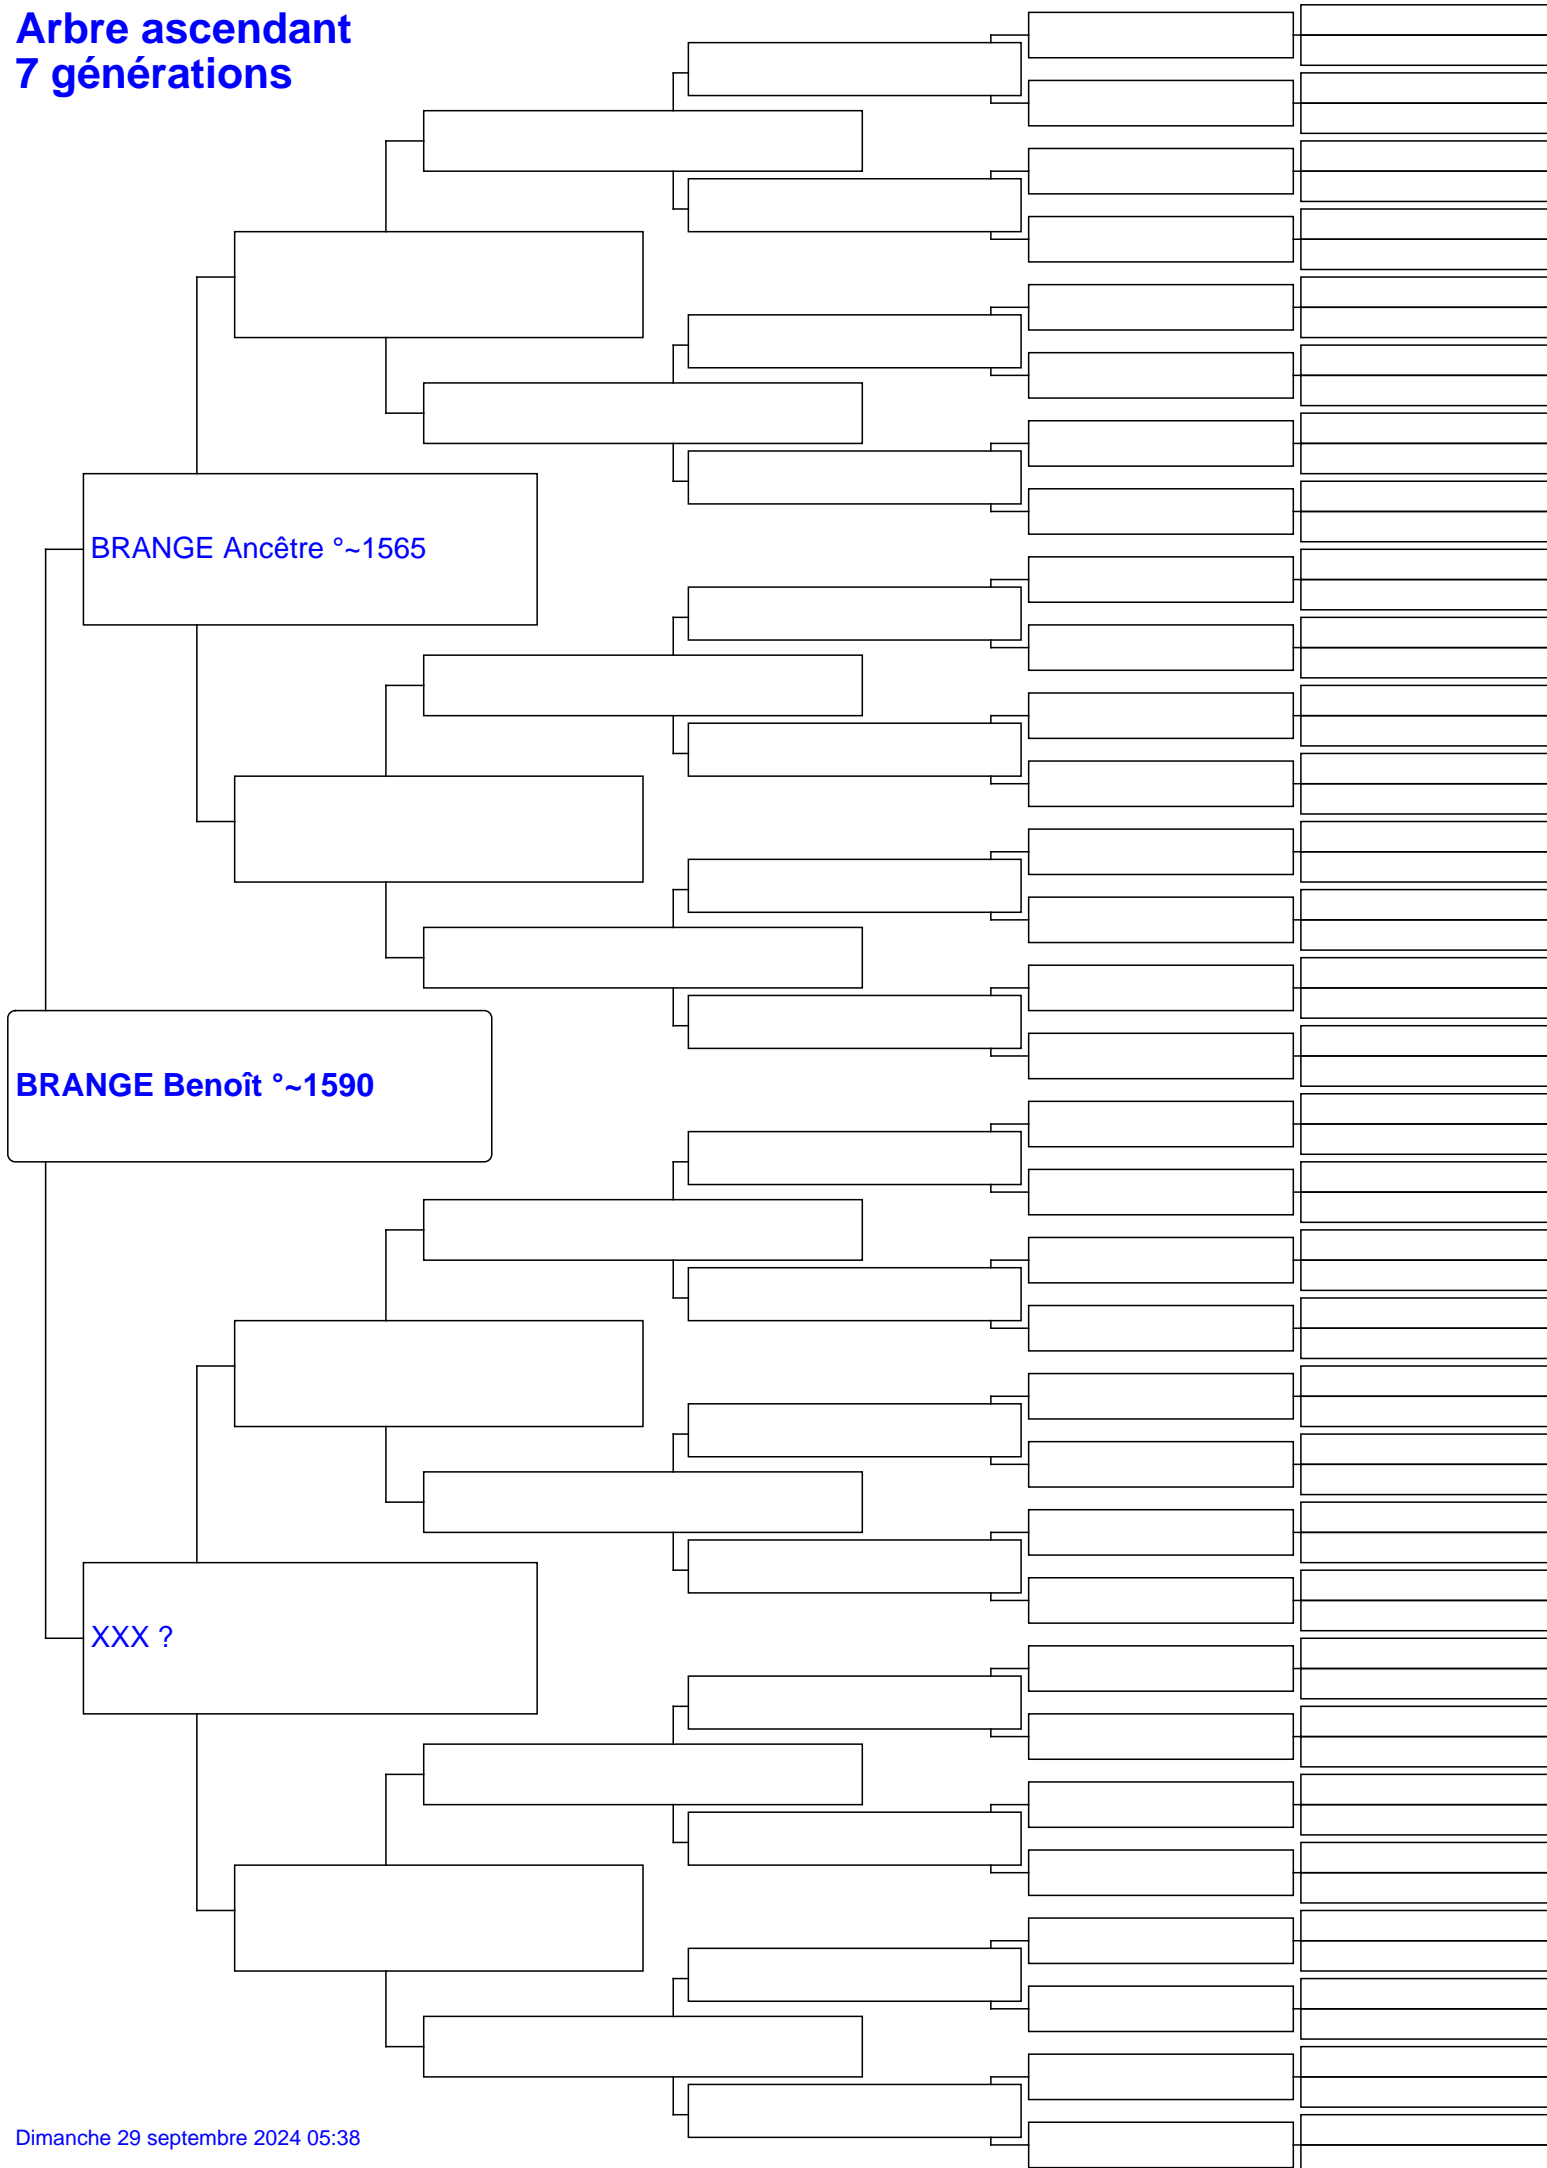 Arbre ascendant
7 générations
BRANGE Ancêtre °~1565
BRANGE Benoît °~1590
XXX ?
Dimanche 29 septembre 2024 05:38